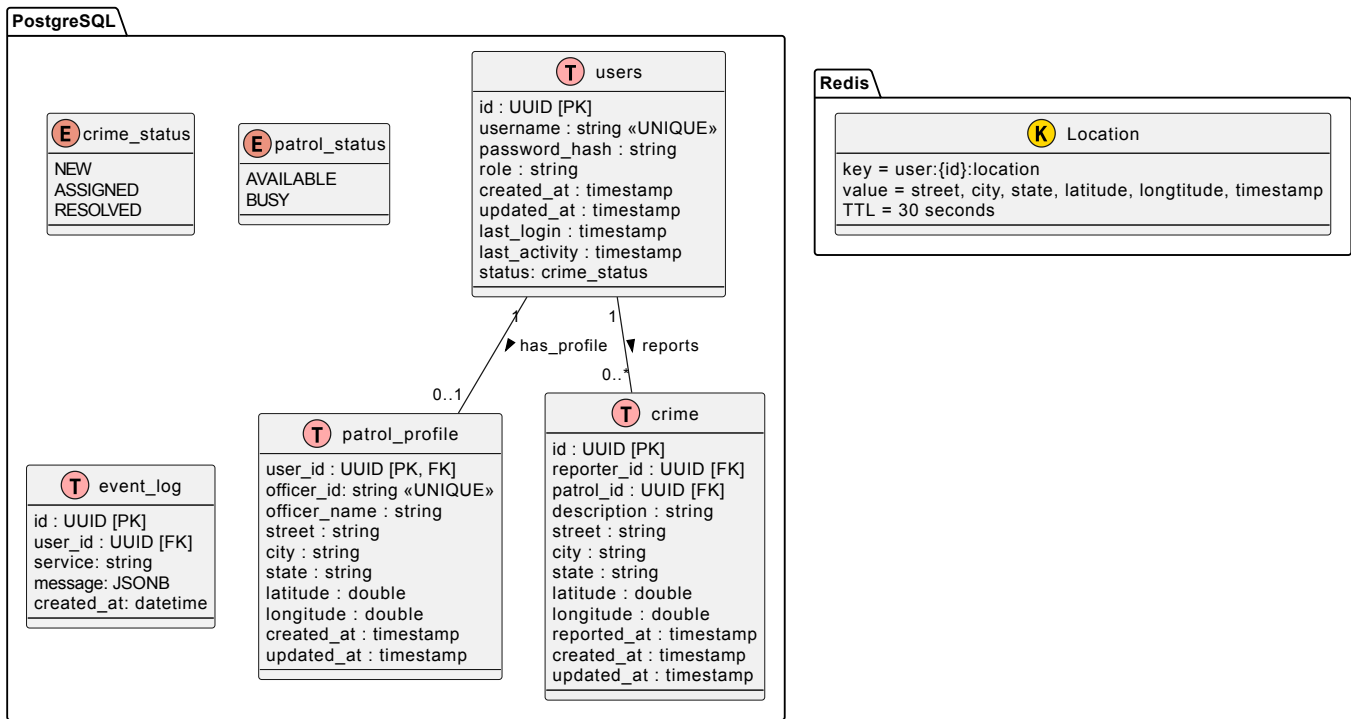 PostgreSQL
E crime_status
NEW
ASSIGNED
RESOLVED
E patrol_status
AVAILABLE
BUSY
T users
id : UUID [PK]
username : string «UNIQUE»
password_hash : string
role : string
created_at : timestamp
updated_at : timestamp
last_login : timestamp
last_activity : timestamp
status: crime_status
1
has_profile
0..1
1
reports
0..*
T event_log
id : UUID [PK]
user_id : UUID [FK]
service: string
message: JSONB
created_at: datetime
T patrol_profile
user_id : UUID [PK, FK]
officer_id: string «UNIQUE»
officer_name : string
street : string
city : string
state : string
latitude : double
longitude : double
created_at : timestamp
updated_at : timestamp
T crime
id : UUID [PK]
reporter_id : UUID [FK]
patrol_id : UUID [FK]
description : string
street : string
city : string
state : string
latitude : double
longitude : double
reported_at : timestamp
created_at : timestamp
updated_at : timestamp
Redis
K Location
key = user:{id}:location
value = street, city, state, latitude, longtitude, timestamp
TTL = 30 seconds